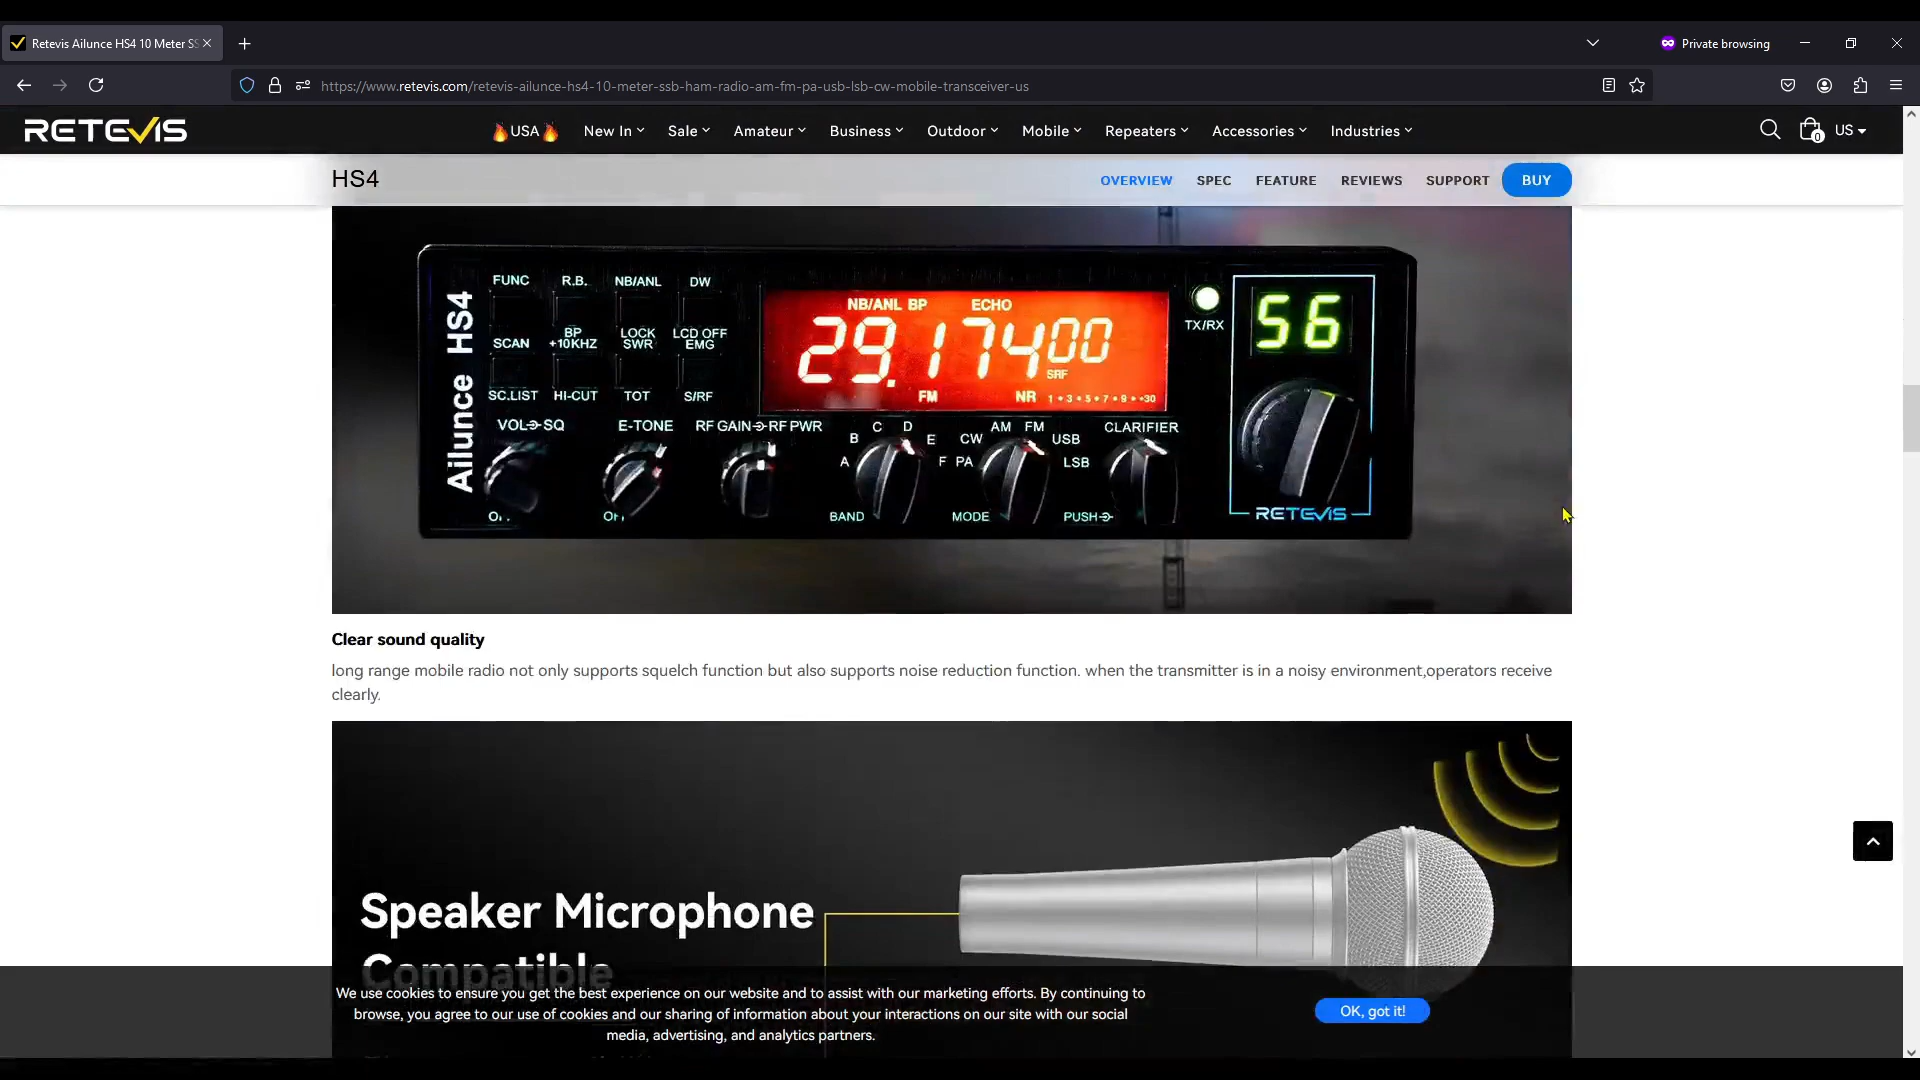 Retevis Ailunce HS4 10 Meter SS
Private browsing
https://www.retevis.com/retevis-ailunce-hs4-10-meter-ssb-ham-radio-am-fm-pa-usb-lsb-cw-mobile-transceiver-us
RETEVIS
🔥USA🔥 New In Sale Amateur Business Outdoor Mobile Repeaters Accessories Industries
0 US
HS4
OVERVIEW SPEC FEATURE REVIEWS SUPPORT BUY
Ailunce HS4
FUNC R.B. NB/ANL DW
SCAN BP +10KHZ LOCK SWR LCD OFF EMG
SC.LIST HI-CUT TOT S/RF
NB/ANL BP ECHO
29.17400
SRF
FM NR 1 • 3 • 5 • 7 • 9 • +30
TX/RX
56
VOL SQ E-TONE RF GAIN RF PWR
A B C D E F
BAND
PA CW AM FM USB LSB
MODE
CLARIFIER
PUSH
RETEVIS
Clear sound quality
long range mobile radio not only supports squelch function but also supports noise reduction function. when the transmitter is in a noisy environment,operators receive
clearly.
Speaker Microphone
Compatible
We use cookies to ensure you get the best experience on our website and to assist with our marketing efforts. By continuing to
browse, you agree to our use of cookies and our sharing of information about your interactions on our site with our social
media, advertising, and analytics partners.
OK, got it!